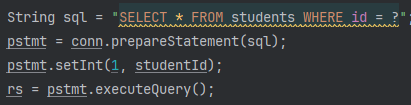 String sql = "SELECT * FROM students WHERE id = ?";
pstmt = conn.prepareStatement(sql);
pstmt.setInt(1, studentId);
rs = pstmt.executeQuery();